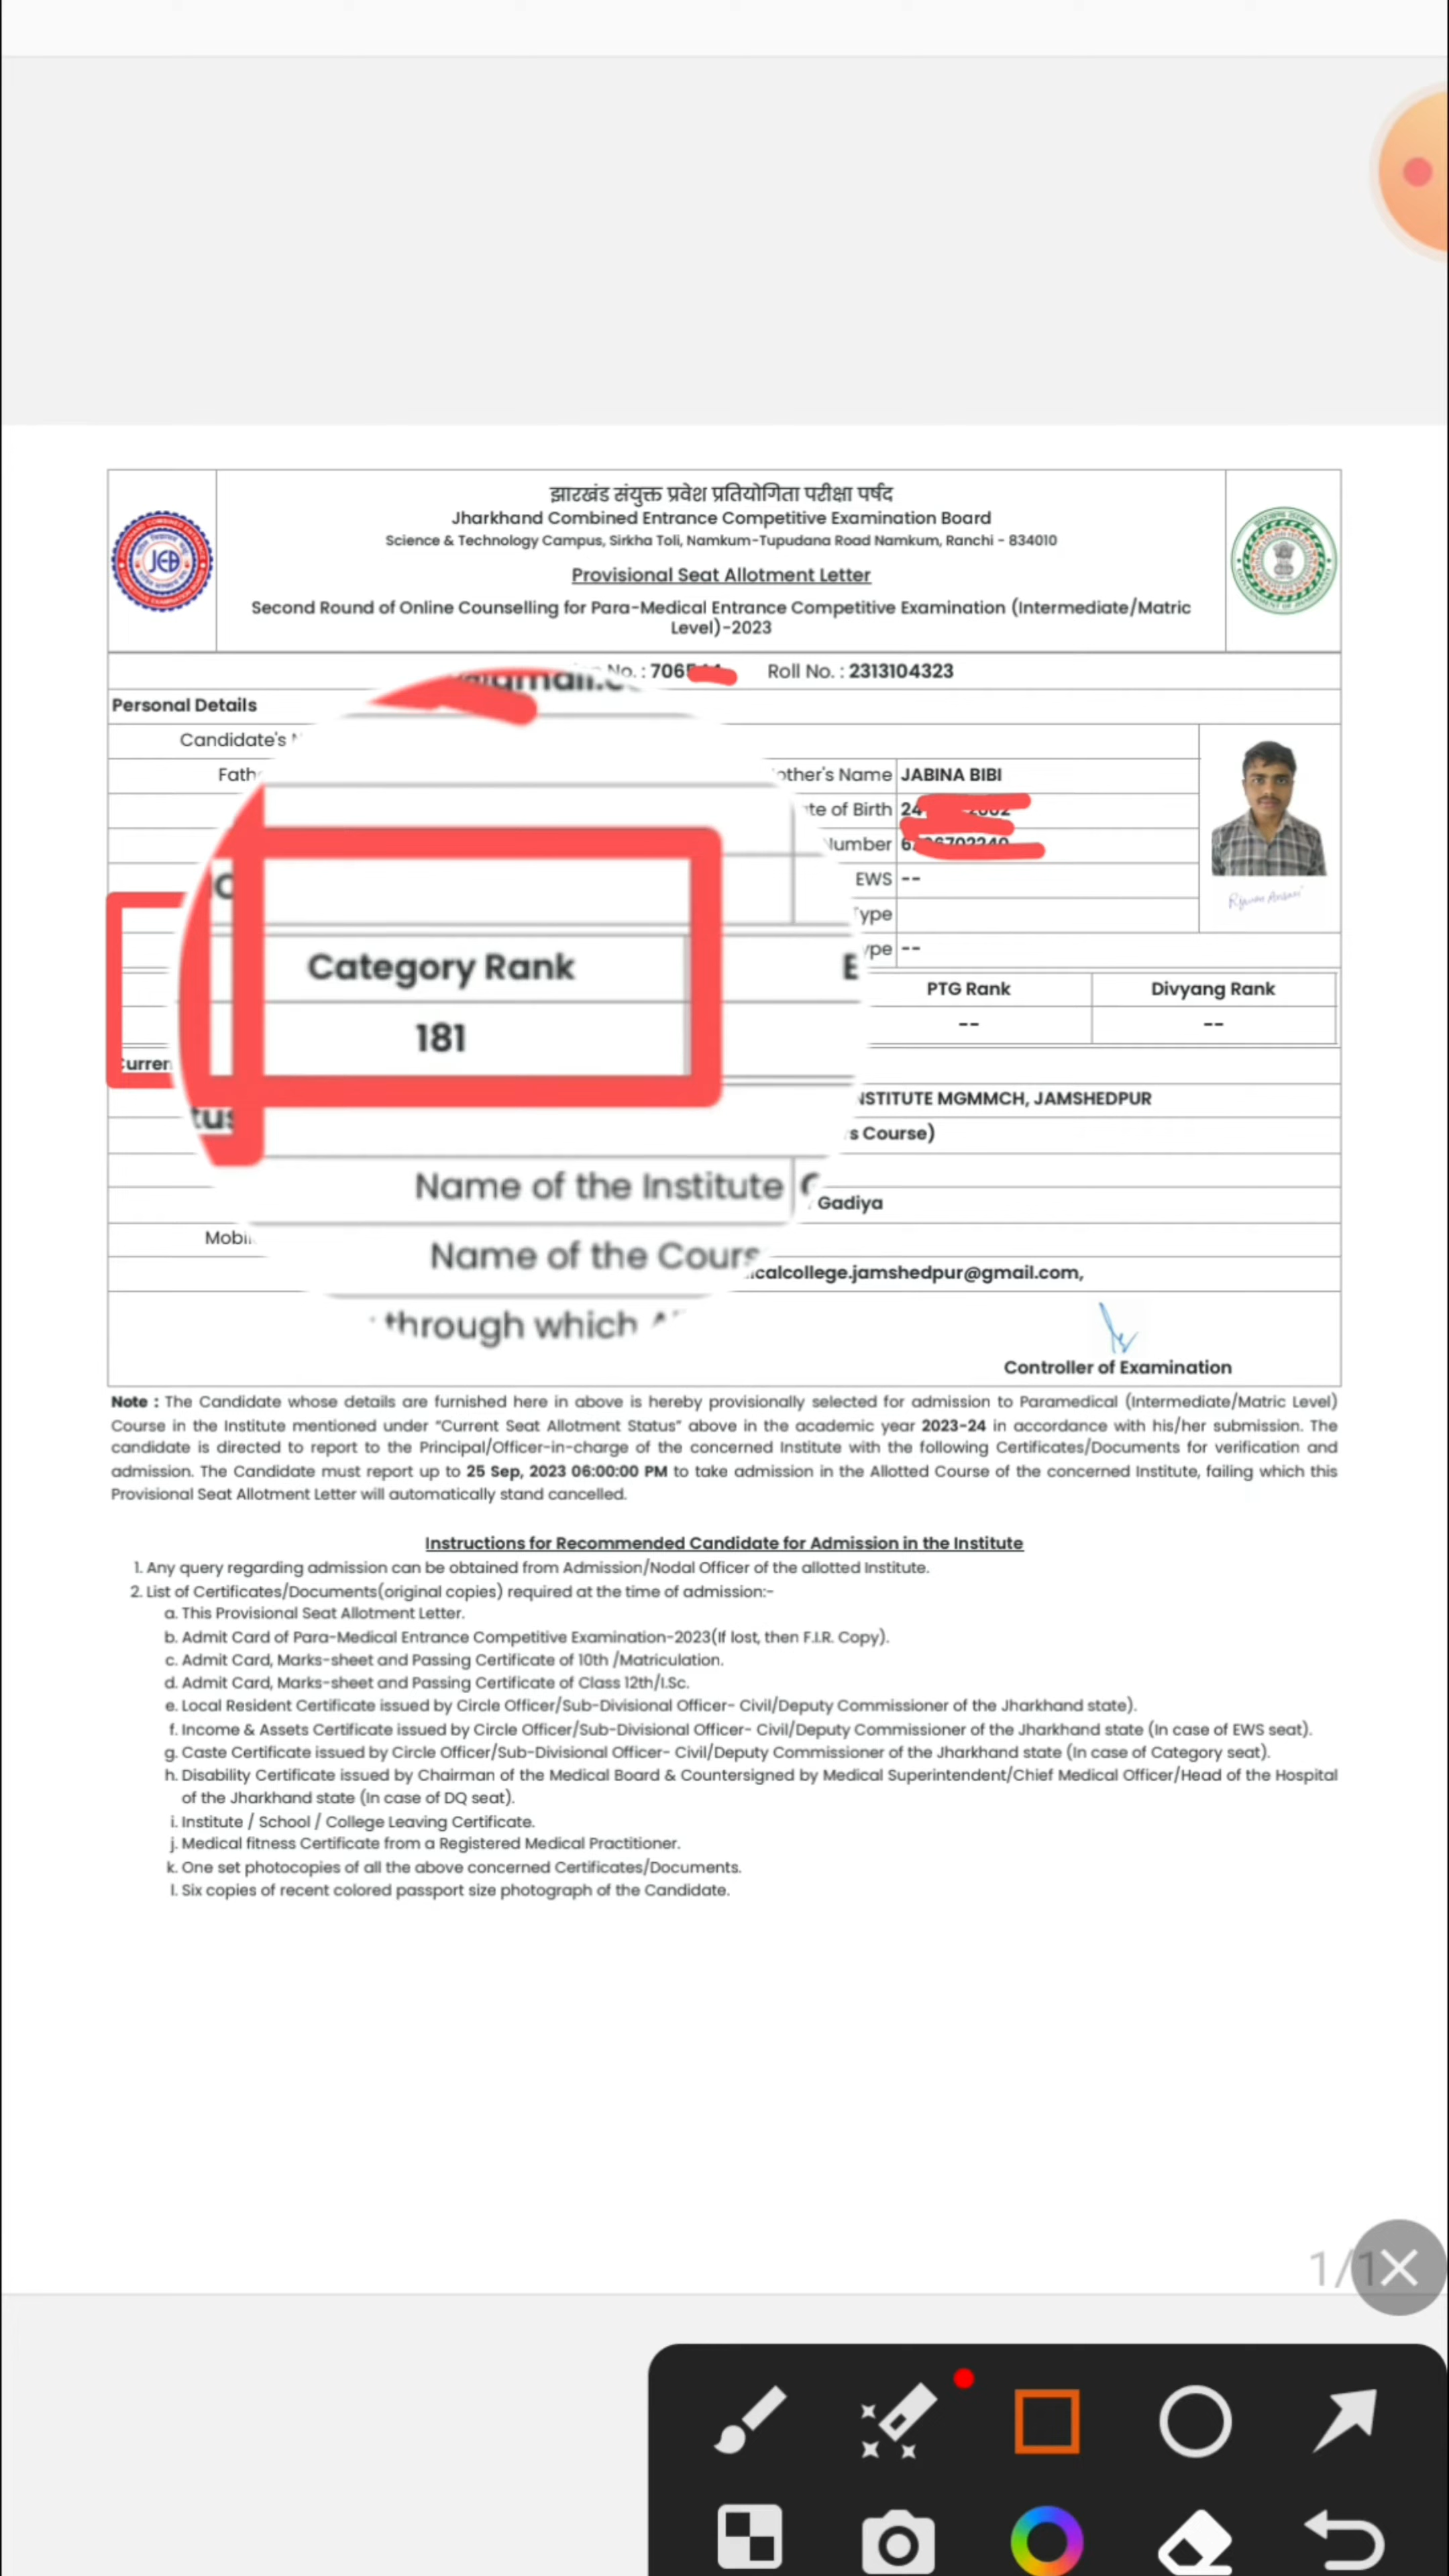 झारखंड संयुक्त प्रवेश प्रतियोगिता परीक्षा पर्षद
Jharkhand Combined Entrance Competitive Examination Board
Science & Technology Campus, Sirkha Toli, Namkum-Tupudana Road Namkum, Ranchi - 834010
Provisional Seat Allotment Letter
Second Round of Online Counselling for Para-Medical Entrance Competitive Examination (Intermediate/Matric
Level)-2023
JEB
No. : 706 Roll No. : 2313104323
Personal Details
Candidate's
JABINA BIBI
Name
of Birth 24
EWS --
--
Category Rank
181
PTG Rank Divyang Rank
-- --
MGMMCH, JAMSHEDPUR
Course)
Name of the Institute
Gadiya
Name of the
.jamshedpur@gmail.com,
through which
Controller of Examination
Note : The Candidate whose details are furnished here in above is hereby provisionally selected for admission to Paramedical (Intermediate/Matric Level)
Course in the Institute mentioned under "Current Seat Allotment Status" above in the academic year 2023-24 in accordance with his/her submission. The
candidate is directed to report to the Principal/Officer-in-charge of the concerned Institute with the following Certificates/Documents for verification and
admission. The Candidate must report up to 25 Sep, 2023 06:00:00 PM to take admission in the Allotted Course of the concerned Institute, failing which this
Provisional Seat Allotment Letter will automatically stand cancelled.
Instructions for Recommended Candidate for Admission in the Institute
1. Any query regarding admission can be obtained from Admission/Nodal Officer of the allotted Institute.
2. List of Certificates/Documents(original copies) required at the time of admission:-
a. This Provisional Seat Allotment Letter.
b. Admit Card of Para-Medical Entrance Competitive Examination-2023(If lost, then F.I.R. Copy).
c. Admit Card, Marks-sheet and Passing Certificate of 10th /Matriculation.
d. Admit Card, Marks-sheet and Passing Certificate of Class 12th/I.Sc.
e. Local Resident Certificate issued by Circle Officer/Sub-Divisional Officer- Civil/Deputy Commissioner of the Jharkhand state).
f. Income & Assets Certificate issued by Circle Officer/Sub-Divisional Officer- Civil/Deputy Commissioner of the Jharkhand state (In case of EWS seat).
g. Caste Certificate issued by Circle Officer/Sub-Divisional Officer- Civil/Deputy Commissioner of the Jharkhand state (In case of Category seat).
h. Disability Certificate issued by Chairman of the Medical Board & Countersigned by Medical Superintendent/Chief Medical Officer/Head of the Hospital
of the Jharkhand state (In case of DQ seat).
i. Institute / School / College Leaving Certificate.
j. Medical fitness Certificate from a Registered Medical Practitioner.
k. One set photocopies of all the above concerned Certificates/Documents.
l. Six copies of recent colored passport size photograph of the Candidate.
1/1